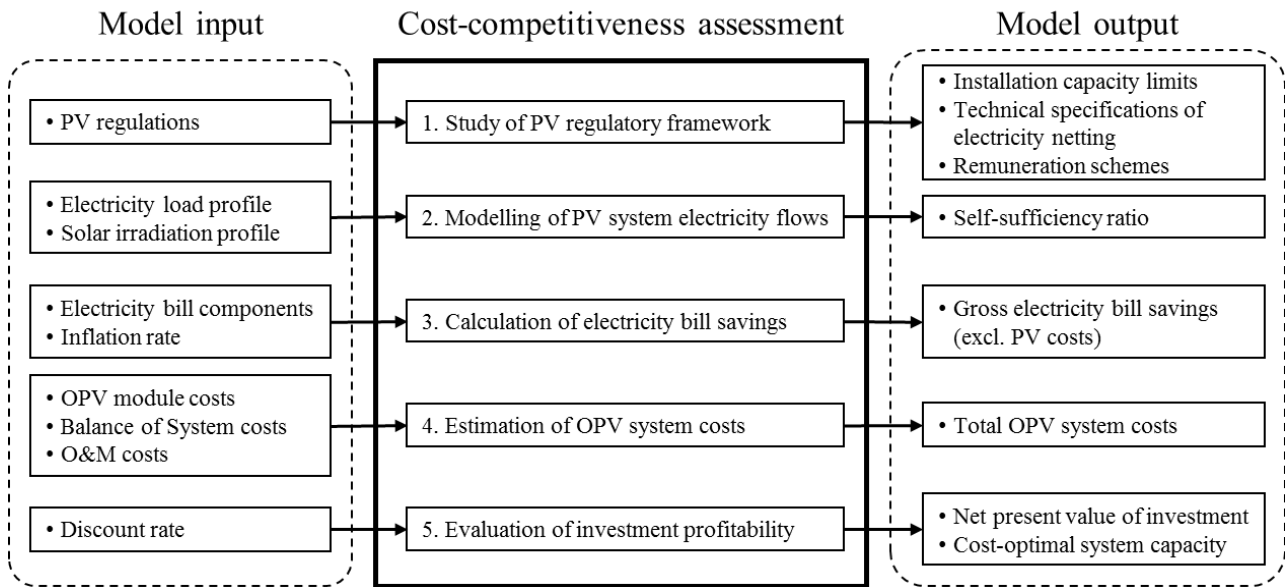 Model input
Cost-competitiveness assessment
Model output
• PV regulations
1. Study of PV regulatory framework
• Installation capacity limits
• Technical specifications of
electricity netting
• Remuneration schemes
• Electricity load profile
• Solar irradiation profile
2. Modelling of PV system electricity flows
• Self-sufficiency ratio
• Electricity bill components
• Inflation rate
3. Calculation of electricity bill savings
• Gross electricity bill savings
(excl. PV costs)
• OPV module costs
• Balance of System costs
• O&M costs
4. Estimation of OPV system costs
• Total OPV system costs
• Discount rate
5. Evaluation of investment profitability
• Net present value of investment
• Cost-optimal system capacity